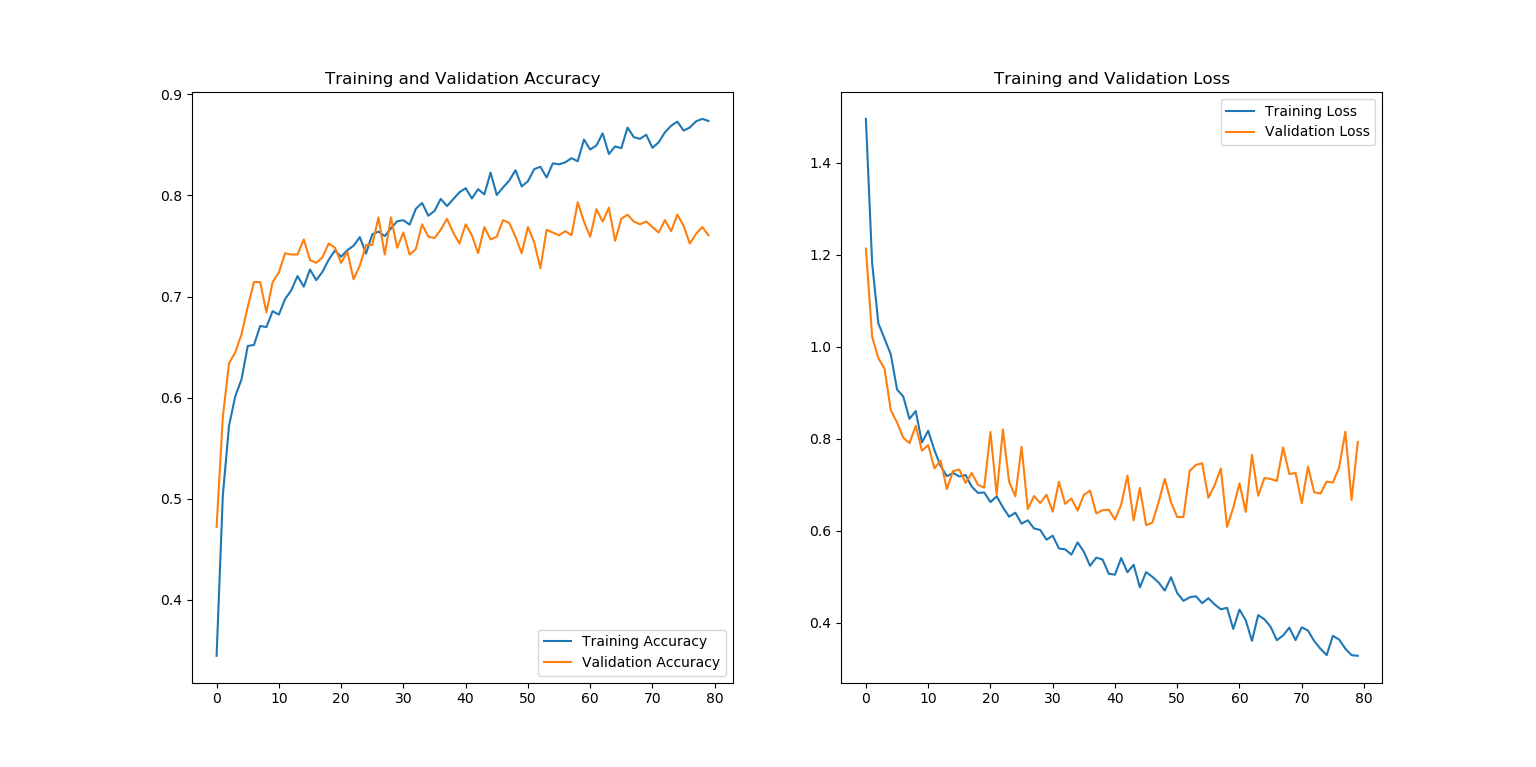 Training and Validation Accuracy
0.9
0.8
0.7
0.6
0.5
0.4
0 10 20 30 40 50 60 70 80
Training Accuracy
Validation Accuracy
Training and Validation Loss
1.4
1.2
1.0
0.8
0.6
0.4
0 10 20 30 40 50 60 70 80
Training Loss
Validation Loss